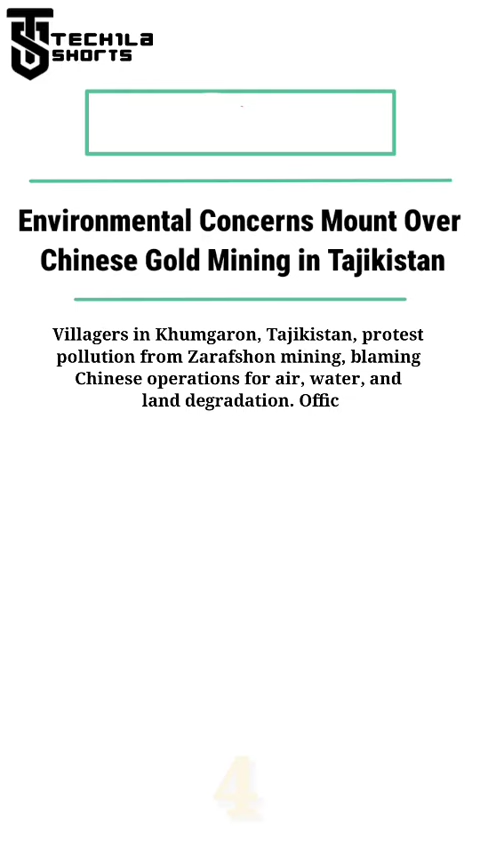 TECH1LA
SHORTS
-
Environmental Concerns Mount Over
Chinese Gold Mining in Tajikistan
Villagers in Khumgaron, Tajikistan, protest
pollution from Zarafshon mining, blaming
Chinese operations for air, water, and
land degradation. Offic
4